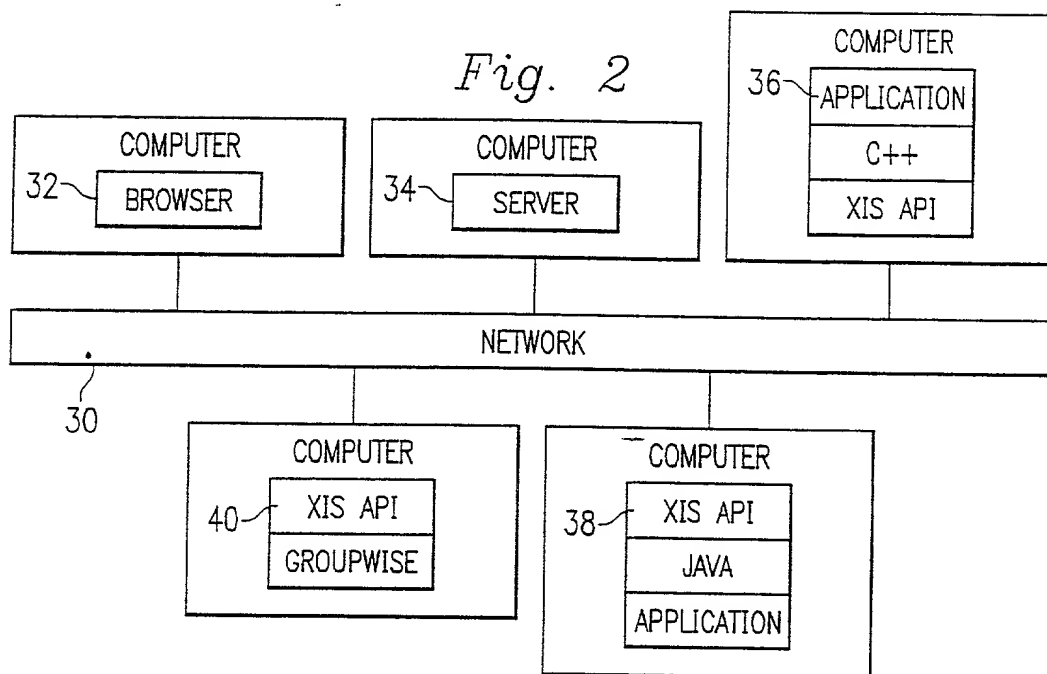 Fig. 2
COMPUTER
32
BROWSER
COMPUTER
34
SERVER
COMPUTER
36
APPLICATION
C++
XIS API
NETWORK
30
COMPUTER
40
XIS API
GROUPWISE
COMPUTER
38
XIS API
JAVA
APPLICATION